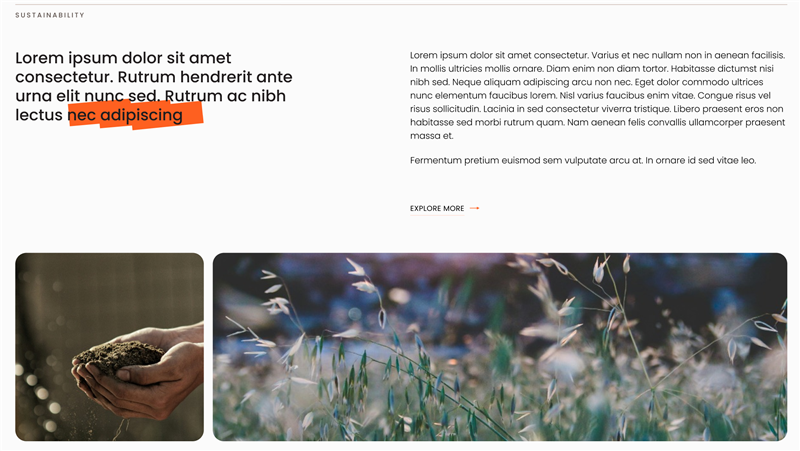 SUSTAINABILITY
Lorem ipsum dolor sit amet
consectetur. Rutrum hendrerit ante
urna elit nunc sed. Rutrum ac nibh
lectus nec adipiscing
Lorem ipsum dolor sit amet consectetur. Varius et nec nullam non in aenean facilisis.
In mollis ultricies mollis ornare. Diam enim non diam tortor. Habitasse dictumst nisi
nibh sed. Neque aliquam adipiscing arcu non nec. Eget dolor commodo ultrices
nunc elementum faucibus lorem. Nisl varius faucibus enim vitae. Congue risus vel
risus sollicitudin. Lacinia in sed consectetur viverra tristique. Libero praesent eros non
habitasse sed morbi rutrum quam. Nam aenean felis convallis ullamcorper praesent
massa et.
Fermentum pretium euismod sem vulputate arcu at. In ornare id sed vitae leo.
EXPLORE MORE